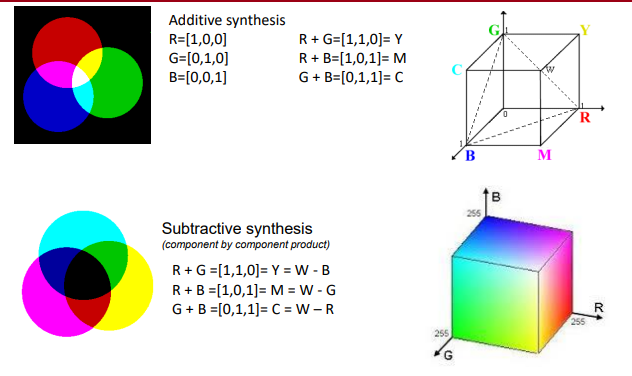 Additive synthesis
R=[1,0,0]
G=[0,1,0]
B=[0,0,1]
R + G=[1,1,0]= Y
R + B=[1,0,1]= M
G + B=[0,1,1]= C
G 1 Y
C W
0 1 R
1 B M
Subtractive synthesis
(component by component product)
R + G =[1,1,0]= Y = W - B
R + B =[1,0,1]= M = W - G
G + B =[0,1,1]= C = W – R
B
255
R
255
255
G